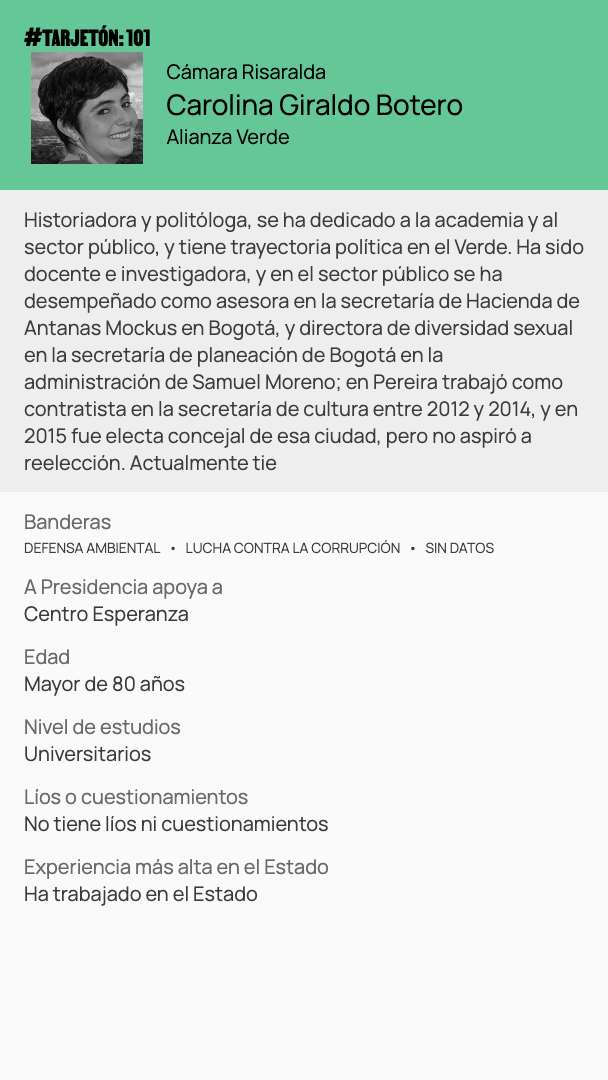 #TARJETÓN: 101
Cámara Risaralda
Carolina Giraldo Botero
Alianza Verde
Historiadora y politóloga, se ha dedicado a la academia y al
sector público, y tiene trayectoria política en el Verde. Ha sido
docente e investigadora, y en el sector público se ha
desempeñado como asesora en la secretaría de Hacienda de
Antanas Mockus en Bogotá, y directora de diversidad sexual
en la secretaría de planeación de Bogotá en la
administración de Samuel Moreno; en Pereira trabajó como
contratista en la secretaría de cultura entre 2012 y 2014, y en
2015 fue electa concejal de esa ciudad, pero no aspiró a
reelección. Actualmente tie
Banderas
DEFENSA AMBIENTAL • LUCHA CONTRA LA CORRUPCIÓN • SIN DATOS
A Presidencia apoya a
Centro Esperanza
Edad
Mayor de 80 años
Nivel de estudios
Universitarios
Líos o cuestionamientos
No tiene líos ni cuestionamientos
Experiencia más alta en el Estado
Ha trabajado en el Estado